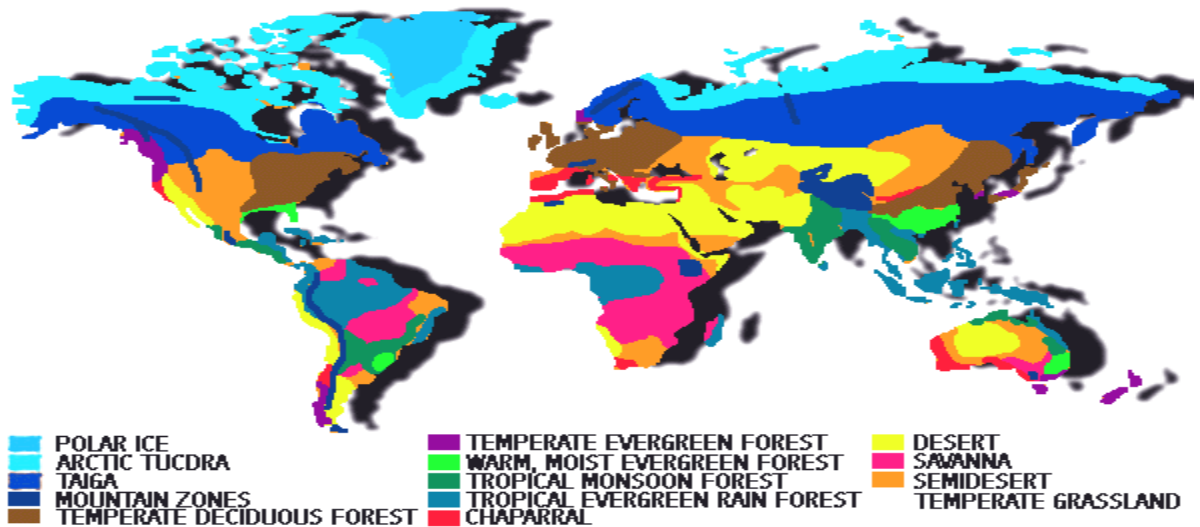 POLAR ICE
ARCTIC TUCDRA
TAIGA
MOUNTAIN ZONES
TEMPERATE DECIDUOUS FOREST
TEMPERATE EVERGREEN FOREST
WARM, MOIST EVERGREEN FOREST
TROPICAL MONSOON FOREST
TROPICAL EVERGREEN RAIN FOREST
CHAPARRAL
DESERT
SAVANNA
SEMIDESERT
TEMPERATE GRASSLAND